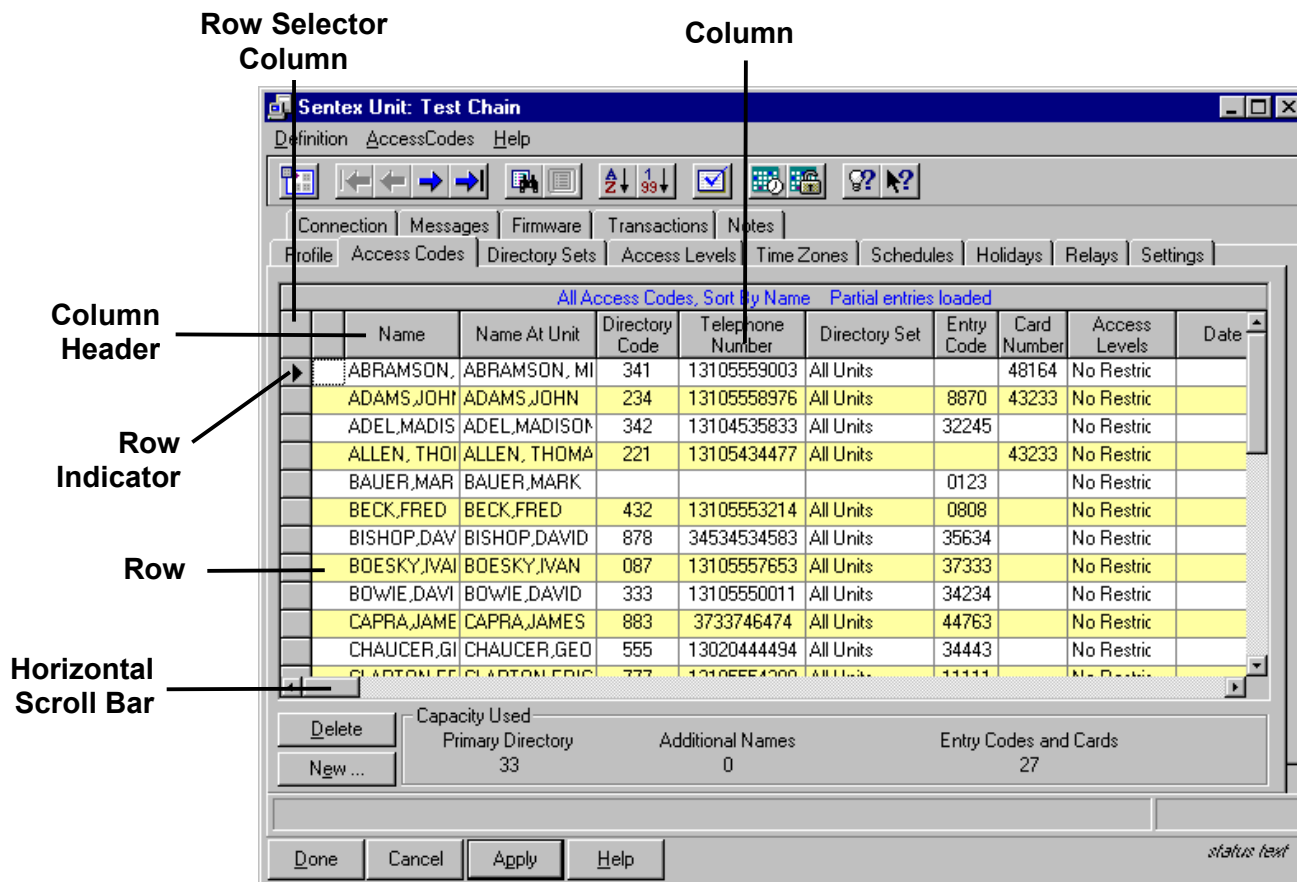 Row Selector
Column
Column
Sentex Unit: Test Chain
Definition AccessCodes Help
Connection Messages Firmware Transactions Notes
Profile Access Codes Directory Sets Access Levels Time Zones Schedules Holidays Relays Settings
All Access Codes, Sort By Name Partial entries loaded
Column
Header
Name Name At Unit Directory Code Telephone Number Directory Set Entry Code Card Number Access Levels Date
ABRAMSON, ABRAMSON, MI 341 13105559003 All Units 48164 No Restric
ADAMS,JOHN ADAMS,JOHN 234 13105558976 All Units 8870 43233 No Restric
ADEL,MADIS ADEL,MADISON 342 13104535833 All Units 32245 No Restric
Row
Indicator
ALLEN, THOI ALLEN, THOMA 221 13105434477 All Units 43233 No Restric
BAUER,MAR BAUER,MARK 0123 No Restric
BECK,FRED BECK,FRED 432 13105553214 All Units 0808 No Restric
BISHOP,DAV BISHOP,DAVID 878 34534534583 All Units 35634 No Restric
Row
BOESKY,IVAI BOESKY,IVAN 087 13105557653 All Units 37333 No Restric
BOWIE,DAVI BOWIE,DAVID 333 13105550011 All Units 34234 No Restric
CAPRA,JAME CAPRA,JAMES 883 3733746474 All Units 44763 No Restric
CHAUCER,GI CHAUCER,GEO 555 13020444494 All Units 34443 No Restric
Horizontal
Scroll Bar
777 All Units 11111 No Restric
Delete
New ...
Capacity Used
Primary Directory Additional Names Entry Codes and Cards
33 0 27
Done Cancel Apply Help
status text